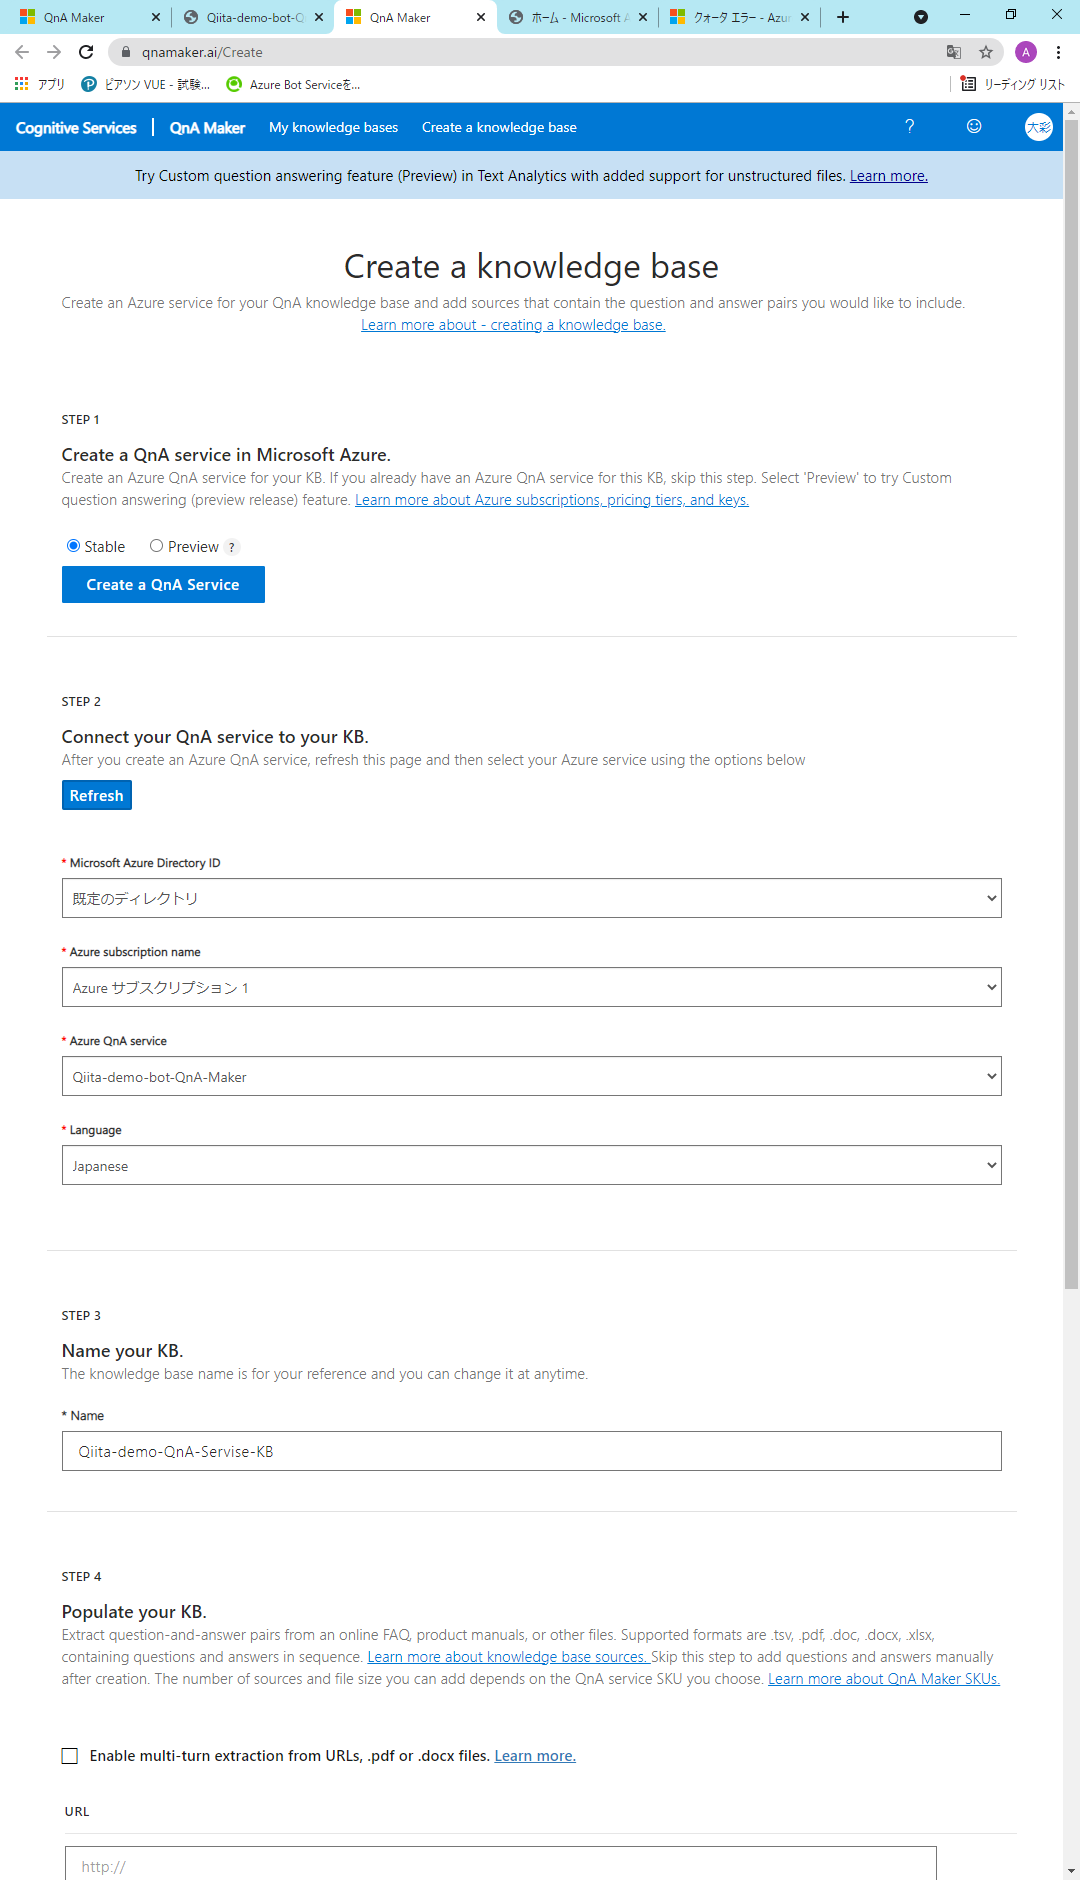 QnA Maker
Qiita-demo-bot-Q
QnA Maker
ホーム - Microsoft A
クォータ エラー - Azur
qnamaker.ai/Create
A
アプリ
ピアソン VUE - 試験...
Azure Bot Serviceを...
リーディング リスト
Cognitive Services
QnA Maker
My knowledge bases
Create a knowledge base
?
大彩
Try Custom question answering feature (Preview) in Text Analytics with added support for unstructured files. Learn more.
Create a knowledge base
Create an Azure service for your QnA knowledge base and add sources that contain the question and answer pairs you would like to include.
Learn more about - creating a knowledge base.
STEP 1
Create a QnA service in Microsoft Azure.
Create an Azure QnA service for your KB. If you already have an Azure QnA service for this KB, skip this step. Select 'Preview' to try Custom
question answering (preview release) feature. Learn more about Azure subscriptions, pricing tiers, and keys.
Stable
Preview
?
Create a QnA Service
STEP 2
Connect your QnA service to your KB.
After you create an Azure QnA service, refresh this page and then select your Azure service using the options below
Refresh
* Microsoft Azure Directory ID
既定のディレクトリ
* Azure subscription name
Azure サブスクリプション 1
* Azure QnA service
Qiita-demo-bot-QnA-Maker
* Language
Japanese
STEP 3
Name your KB.
The knowledge base name is for your reference and you can change it at anytime.
* Name
Qiita-demo-QnA-Servise-KB
STEP 4
Populate your KB.
Extract question-and-answer pairs from an online FAQ, product manuals, or other files. Supported formats are .tsv, .pdf, .doc, .docx, .xlsx,
containing questions and answers in sequence. Learn more about knowledge base sources. Skip this step to add questions and answers manually
after creation. The number of sources and file size you can add depends on the QnA service SKU you choose. Learn more about QnA Maker SKUs.
Enable multi-turn extraction from URLs, .pdf or .docx files. Learn more.
URL
http://